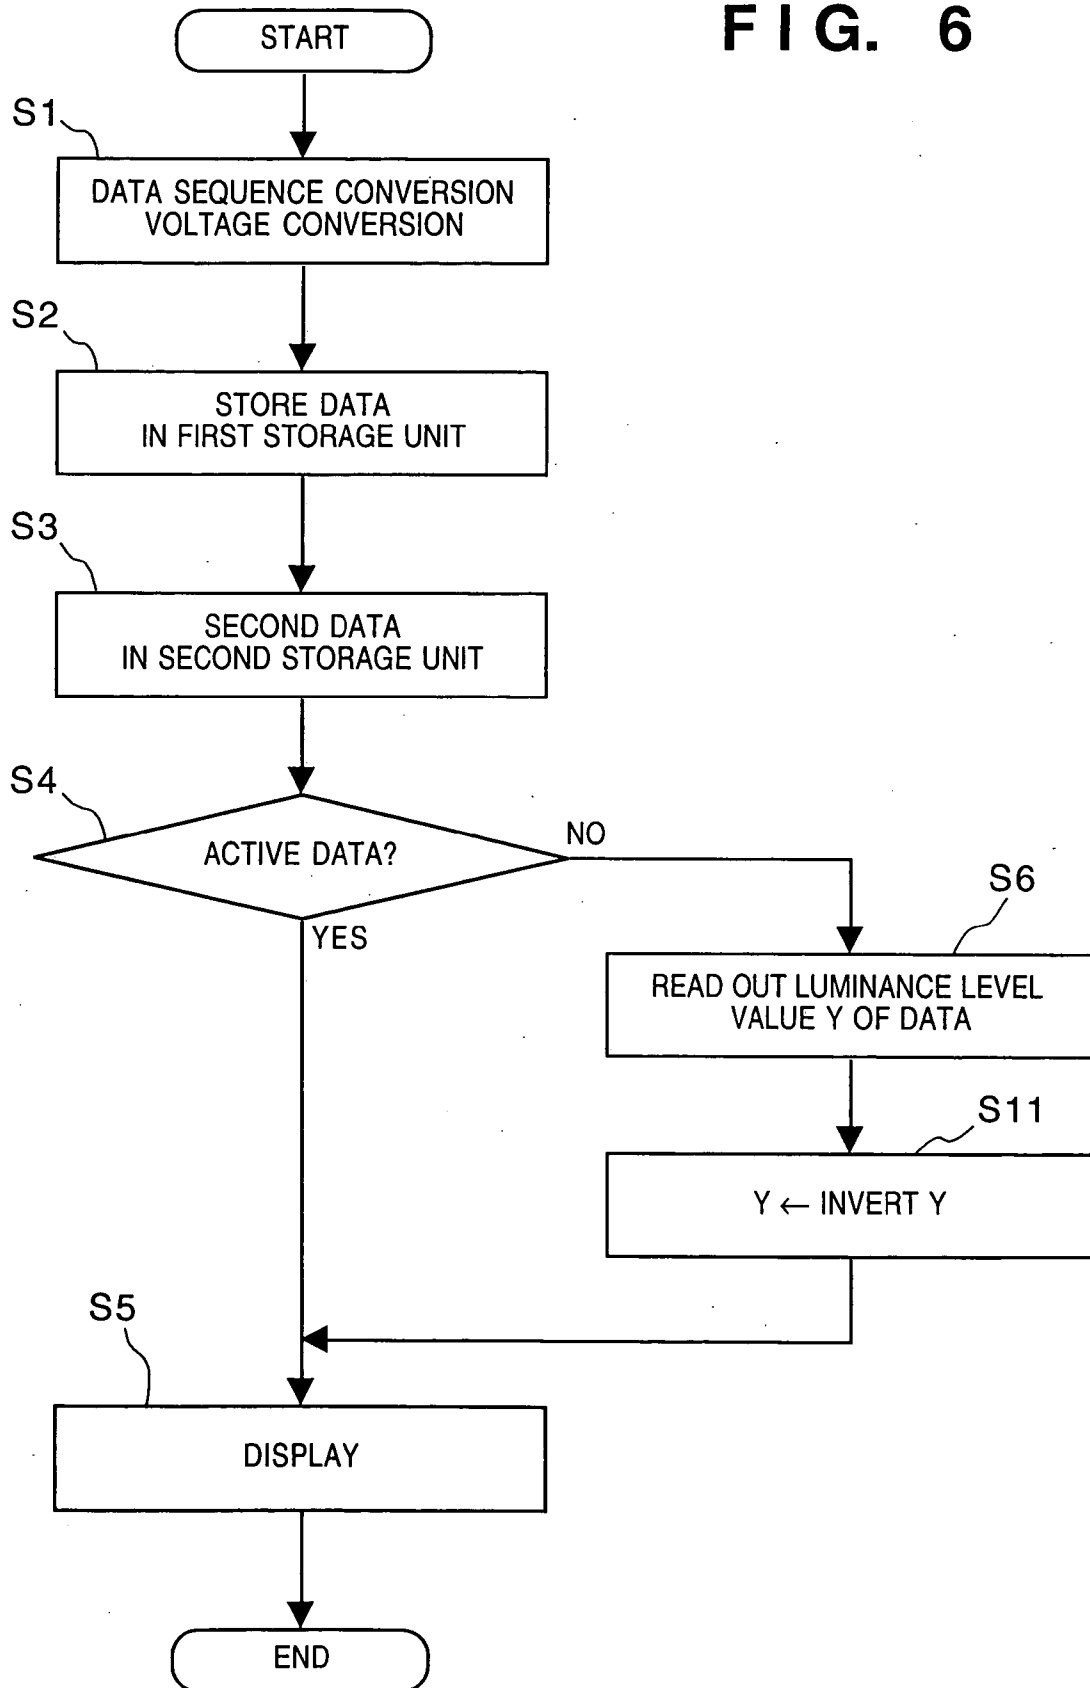 FIG. 6
START
S1
DATA SEQUENCE CONVERSION
VOLTAGE CONVERSION
S2
STORE DATA
IN FIRST STORAGE UNIT
S3
SECOND DATA
IN SECOND STORAGE UNIT
S4
ACTIVE DATA?
NO
YES
S6
READ OUT LUMINANCE LEVEL
VALUE Y OF DATA
S11
Y ← INVERT Y
S5
DISPLAY
END